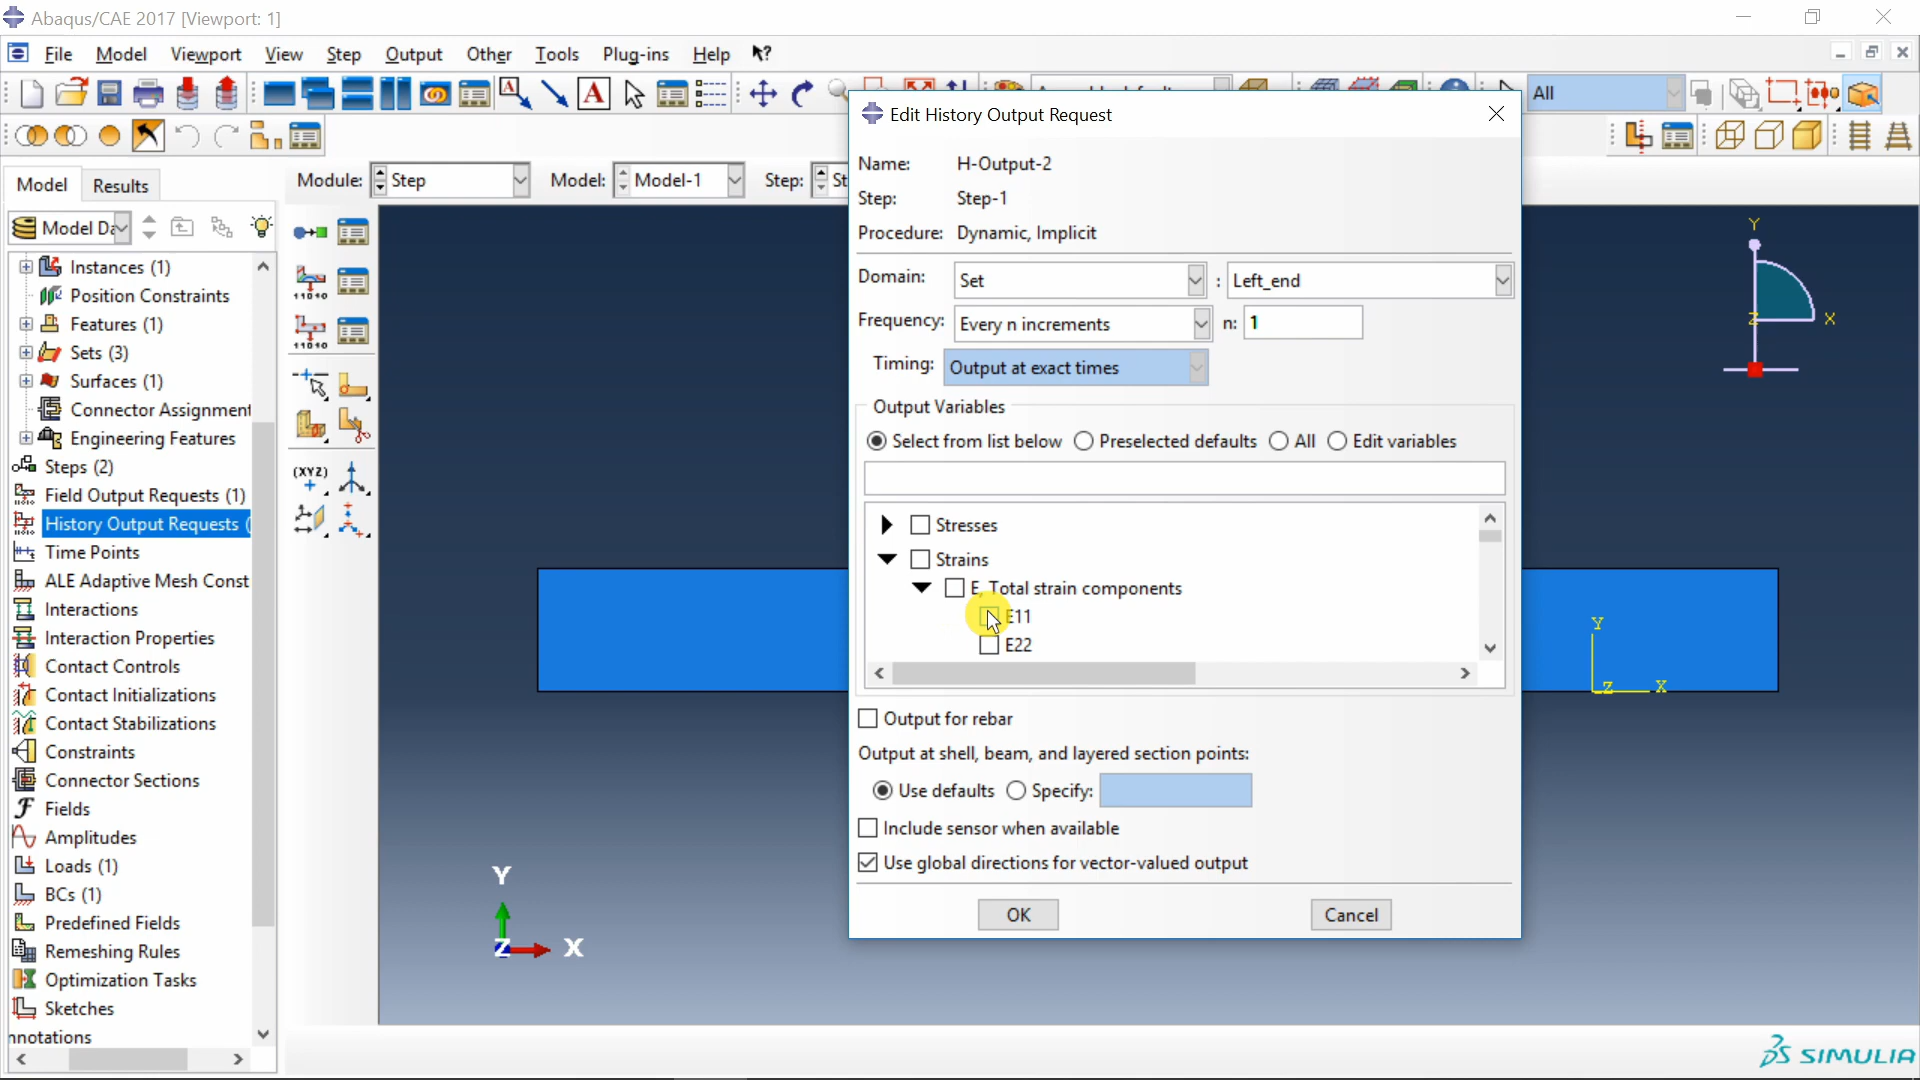 Abaqus/CAE 2017 [Viewport: 1]
File Model Viewport View Step Output Other Tools Plug-ins Help
All
Edit History Output Request
Model Results
Module: Step Model: Model-1 Step: St
Name: H-Output-2
Step: Step-1
Procedure: Dynamic, Implicit
Model Da
Instances (1)
Position Constraints
Features (1)
Sets (3)
Surfaces (1)
Connector Assignment
Engineering Features
Steps (2)
Field Output Requests (1)
History Output Requests (
Time Points
ALE Adaptive Mesh Const
Interactions
Interaction Properties
Contact Controls
Contact Initializations
Contact Stabilizations
Constraints
Connector Sections
Fields
Amplitudes
Loads (1)
BCs (1)
Predefined Fields
Remeshing Rules
Optimization Tasks
Sketches
nnotations
(XYZ)
Domain: Set : Left_end
Frequency: Every n increments n: 1
Timing: Output at exact times
Output Variables
Select from list below Preselected defaults All Edit variables
Stresses
Strains
E, Total strain components
E11
E22
Output for rebar
Output at shell, beam, and layered section points:
Use defaults Specify:
Include sensor when available
Use global directions for vector-valued output
OK Cancel
Y
Z X
Y
Z X
Y
Z X
SIMULIA